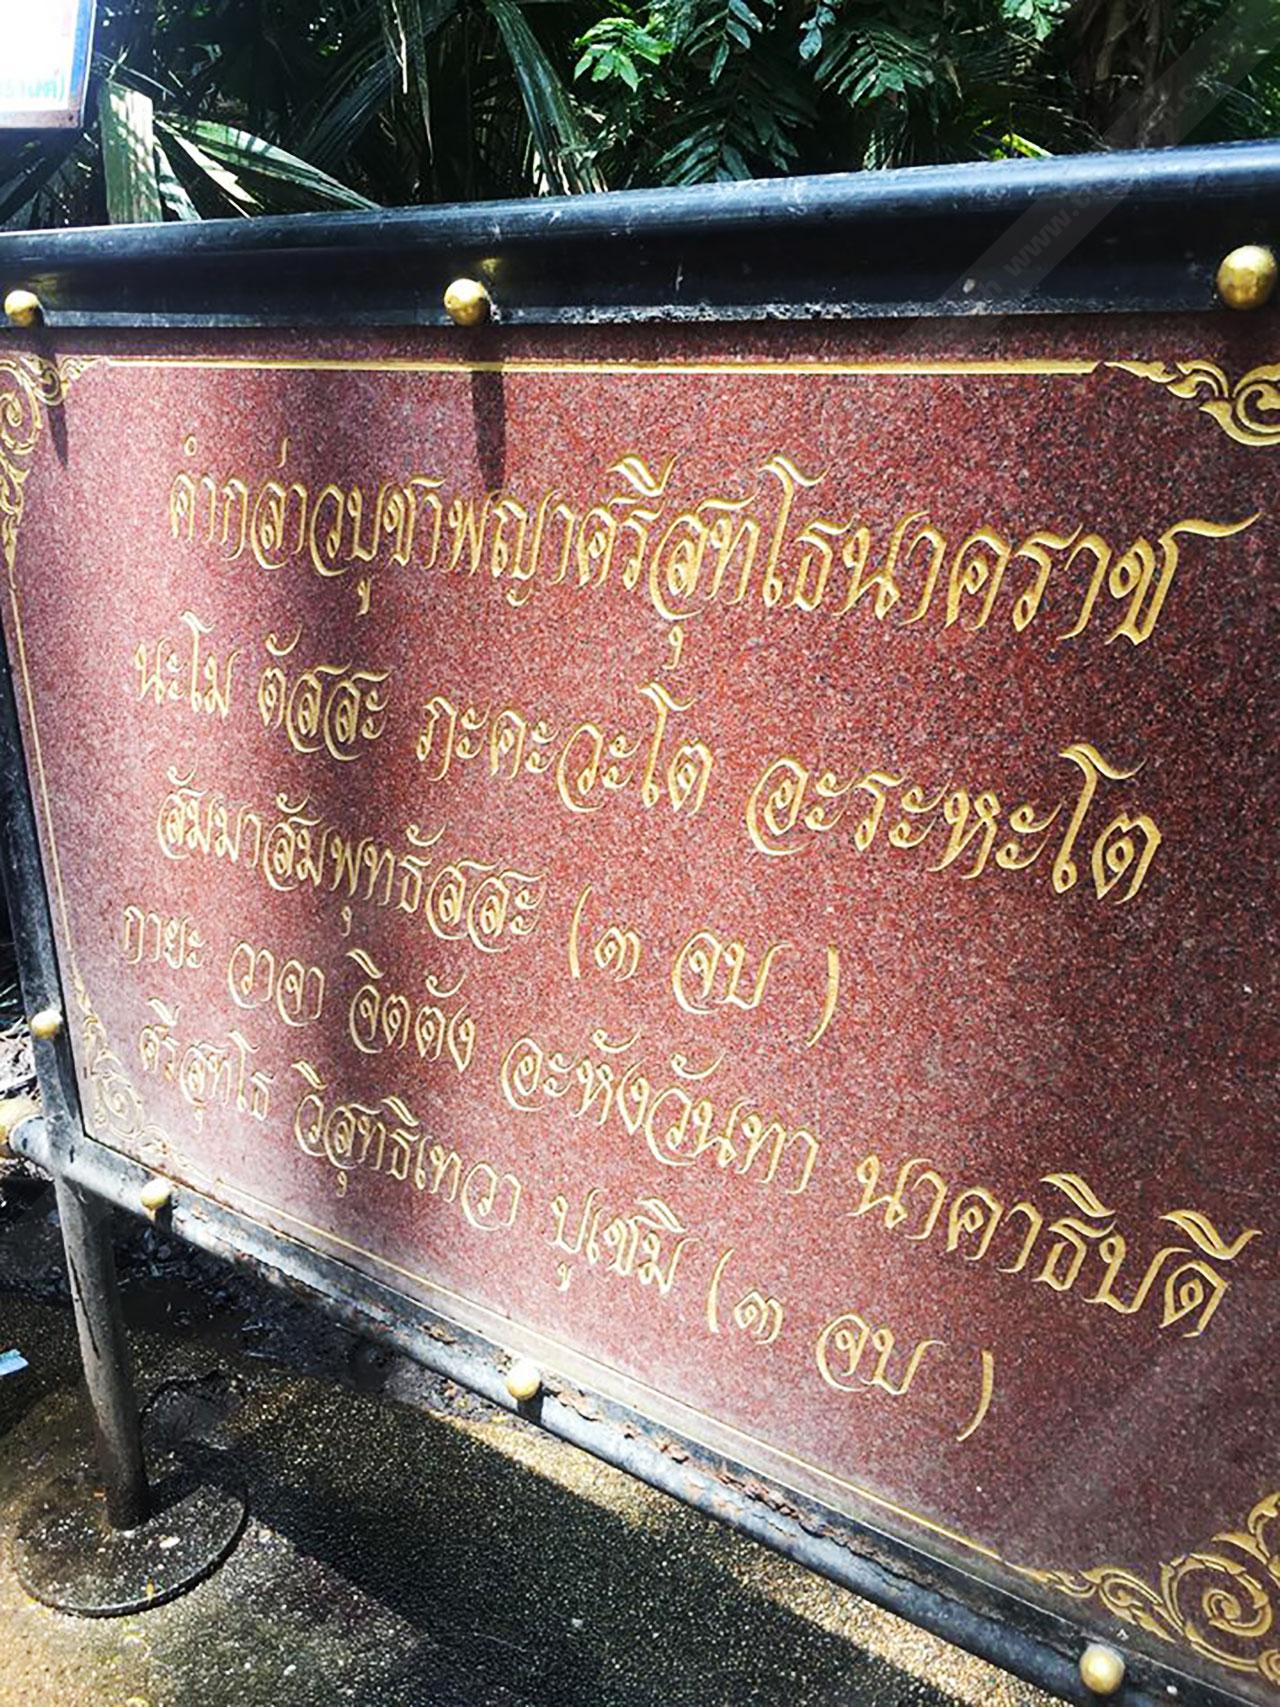 คำกล่าวบูชาพญาศรีสุทโธนาคราช
นะโม ตัสสะ ภะคะวะโต อะระหะโต
สัมมาสัมพุทธัสสะ (๓ จบ)
กายะ วาจา จิตตัง อะหังวันทา นาคาธิบดี
ศรีสุทโธ วิสุทธิเทวา ปูเชมิ (๓ จบ)